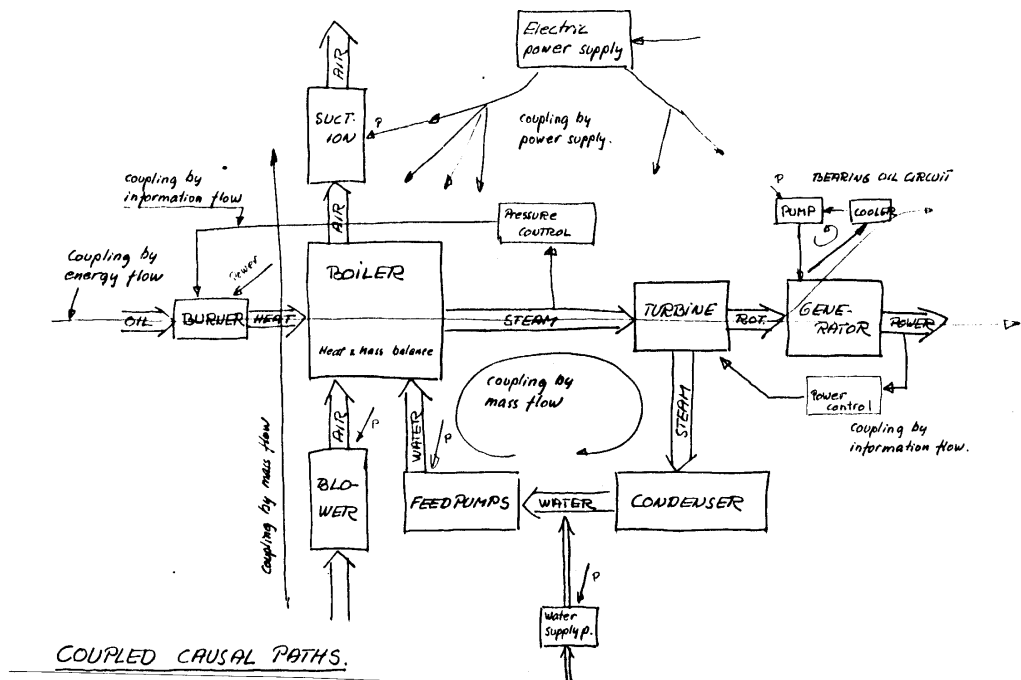 Electric
power supply
AIR
SUCT-
ION
P
coupling by
power supply.
coupling by
information flow
AIR
Pressure
CONTROL
P
BEARING OIL CIRCUIT
PUMP
COOLER
Coupling by
energy flow
Power
BOILER
OIL
BURNER
HEAT
STEAM
TURBINE
ROT.
GENE-
RATOR
POWER
Heat & Mass balance
coupling by
mass flow
Power
control
coupling by
information flow.
AIR
P
WATER
P
STEAM
Coupling by mass flow
BLO-
WER
FEEDPUMPS
WATER
CONDENSER
P
Water
supply p.
COUPLED CAUSAL PATHS.